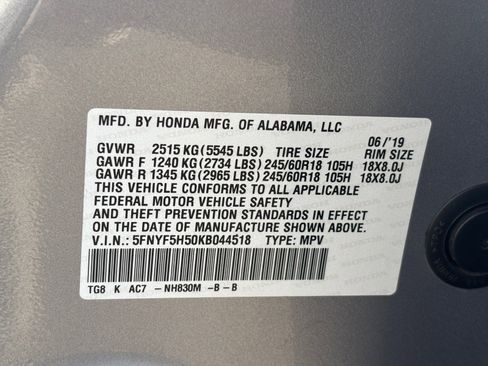 MFD. BY HONDA MFG. OF ALABAMA, LLC
06/'19
GVWR 2515 KG (5545 LBS) TIRE SIZE RIM SIZE
GAWR F 1240 KG (2734 LBS) 245/60R18 105H 18X8.0J
GAWR R 1345 KG (2965 LBS) 245/60R18 105H 18X8.0J
THIS VEHICLE CONFORMS TO ALL APPLICABLE
FEDERAL MOTOR VEHICLE SAFETY
AND THEFT PREVENTION STANDARDS IN EFFECT
ON THE DATE OF MANUFACTURE SHOWN ABOVE.
V.I.N.: 5FNYF5H50KB044518 TYPE: MPV
TG8 K AC7 -NH830M -B-B